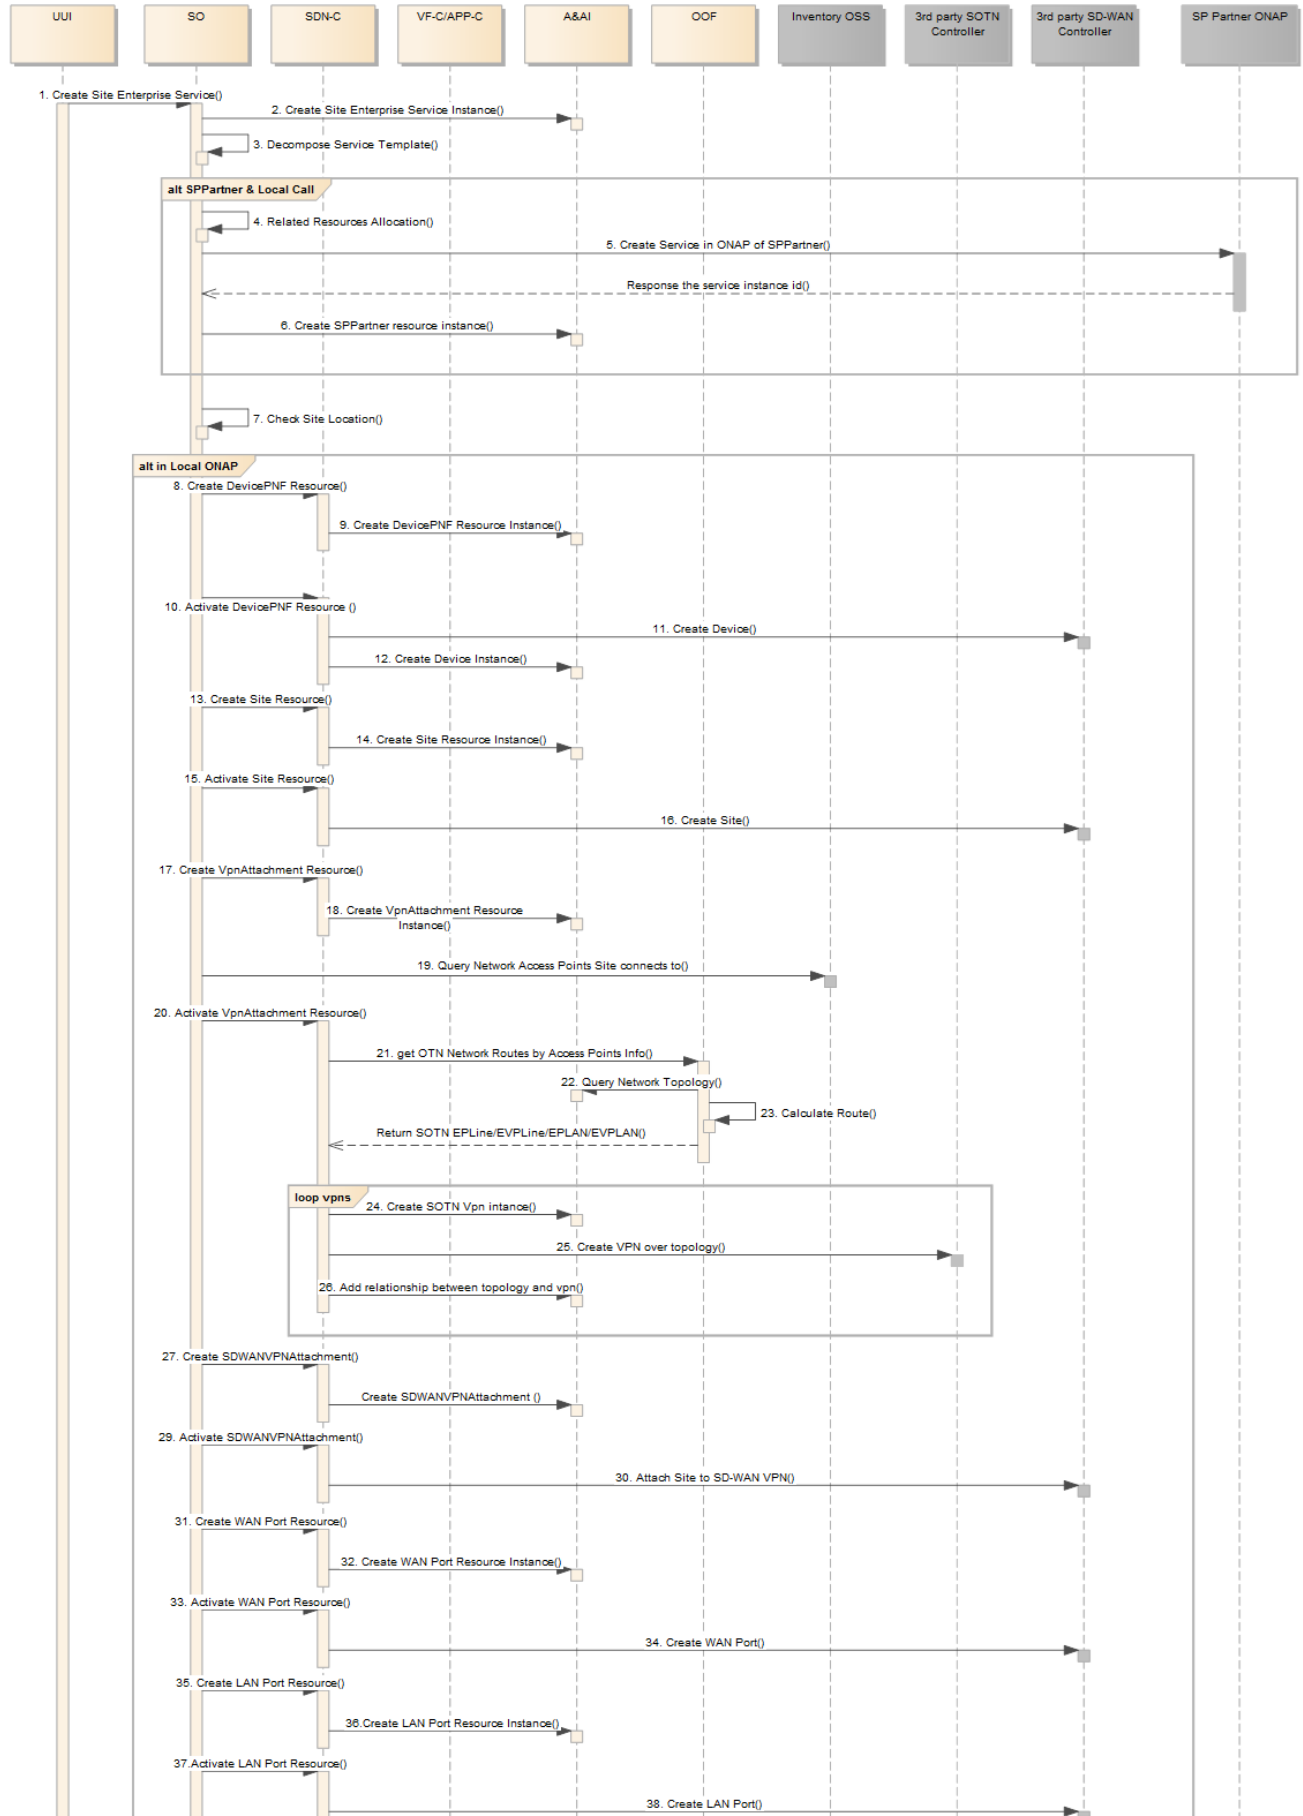 UUI
SO
SDN-C
VF-C/APP-C
A&AI
OOF
Inventory OSS
3rd party SOTN
Controller
3rd party SD-WAN
Controller
SP Partner ONAP
1. Create Site Enterprise Service()
2. Create Site Enterprise Service Instance()
3. Decompose Service Template()
alt SPPartner & Local Call
4. Related Resources Allocation()
5. Create Service in ONAP of SPPartner()
Response the service instance id()
6. Create SPPartner resource instance()
7. Check Site Location()
alt in Local ONAP
8. Create DevicePNF Resource()
9. Create DevicePNF Resource Instance()
10. Activate DevicePNF Resource ()
11. Create Device()
12. Create Device Instance()
13. Create Site Resource()
14. Create Site Resource Instance()
15. Activate Site Resource()
16. Create Site()
17. Create VpnAttachment Resource()
18. Create VpnAttachment Resource
Instance()
19. Query Network Access Points Site connects to()
20. Activate VpnAttachment Resource()
21. get OTN Network Routes by Access Points Info()
22. Query Network Topology()
23. Calculate Route()
Return SOTN EPLine/EVPLine/EPLAN/EVPLAN()
loop vpns
24. Create SOTN Vpn intance()
25. Create VPN over topology()
26. Add relationship between topology and vpn()
27. Create SDWANVPNAttachment()
Create SDWANVPNAttachment ()
29. Activate SDWANVPNAttachment()
30. Attach Site to SD-WAN VPN()
31. Create WAN Port Resource()
32. Create WAN Port Resource Instance()
33. Activate WAN Port Resource()
34. Create WAN Port()
35. Create LAN Port Resource()
36.Create LAN Port Resource Instance()
37.Activate LAN Port Resource()
38. Create LAN Port()